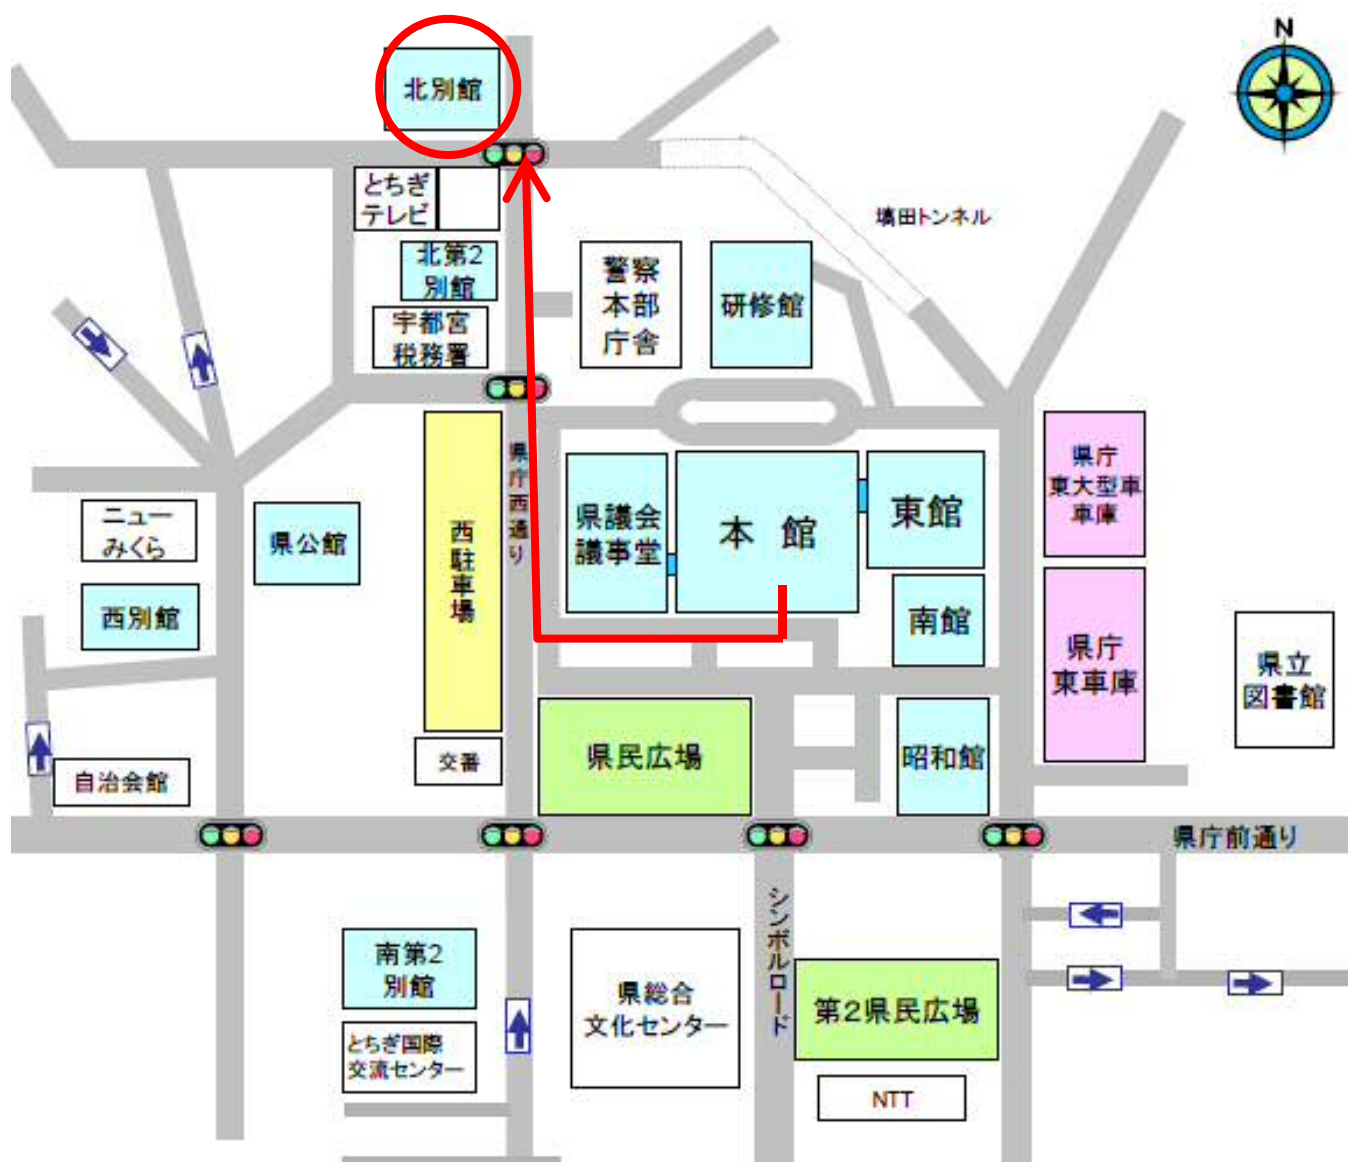 N
北別館
とちぎ
テレビ
塙田トンネル
北第2
別館
警察
本部
庁舎
研修館
宇都宮
税務署
県庁西通り
県庁
東大型車
車庫
ニュー
みくら
県公館
西駐車場
県議会
議事堂
本 館
東館
西別館
南館
県庁
東車庫
県立
図書館
県民広場
昭和館
交番
自治会館
県庁前通り
シンボルロード
南第2
別館
県総合
文化センター
第2県民広場
とちぎ国際
交流センター
NTT